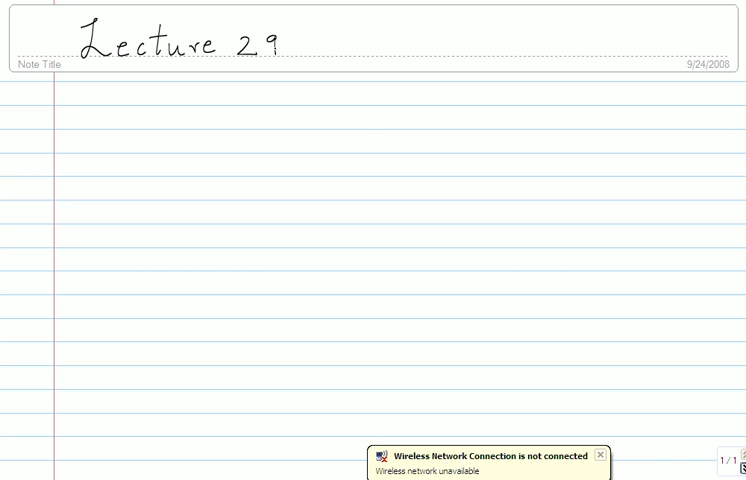 Lecture 29
Note Title
9/24/2008
Wireless Network Connection is not connected
Wireless network unavailable
1 / 1